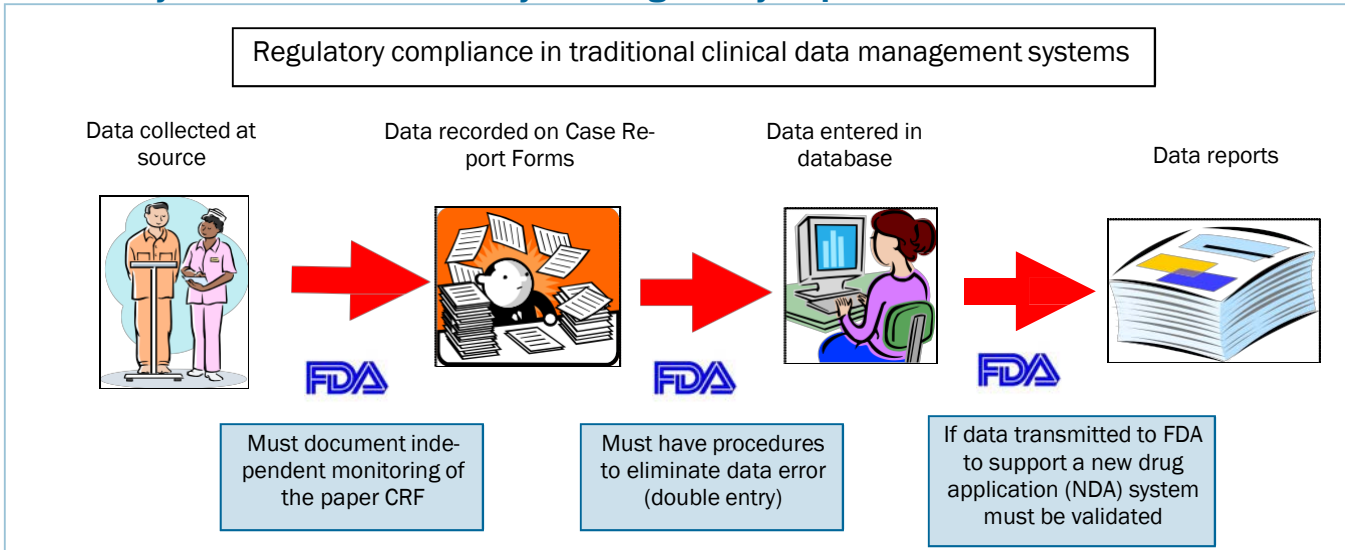 Regulatory compliance in traditional clinical data management systems
Data collected at
source
Data recorded on Case Re-
port Forms
Data entered in
database
Data reports
FDA
FDA
FDA
Must document inde-
pendent monitoring of
the paper CRF
Must have procedures
to eliminate data error
(double entry)
If data transmitted to FDA
to support a new drug
application (NDA) system
must be validated